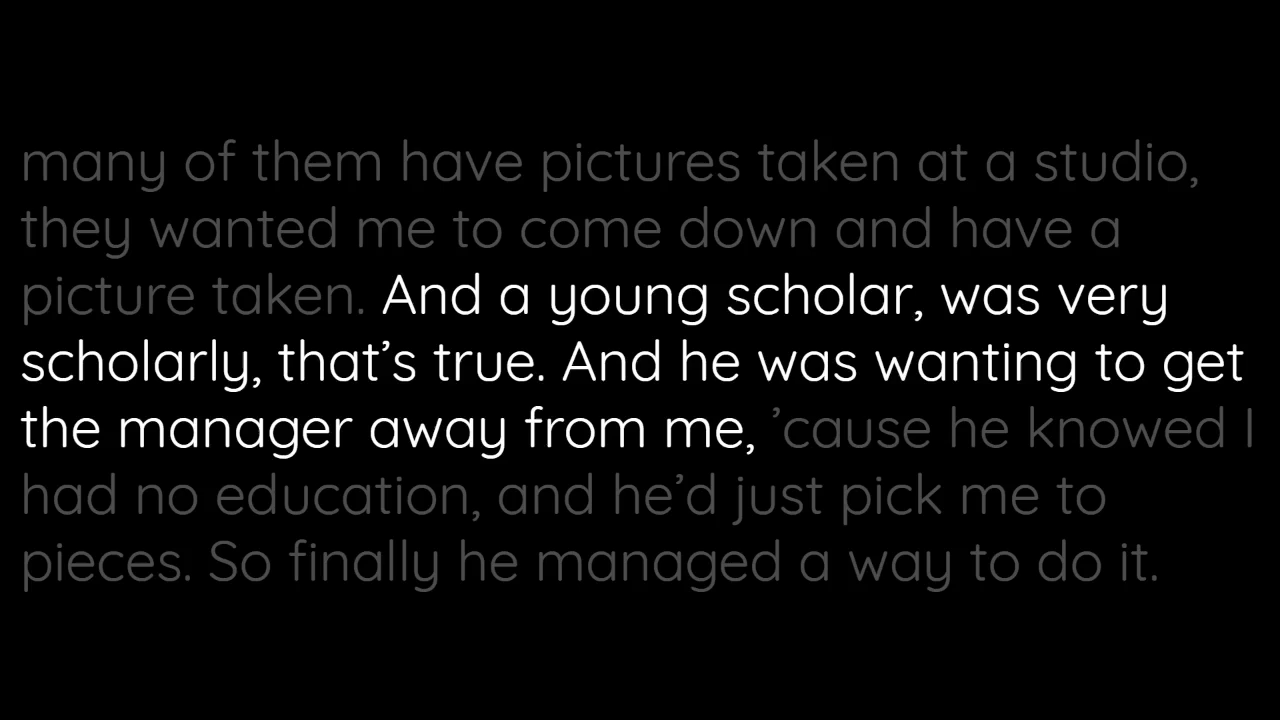 many of them have pictures taken at a studio,
they wanted me to come down and have a
picture taken. And a young scholar, was very
scholarly, that’s true. And he was wanting to get
the manager away from me, ’cause he knowed I
had no education, and he’d just pick me to
pieces. So finally he managed a way to do it.